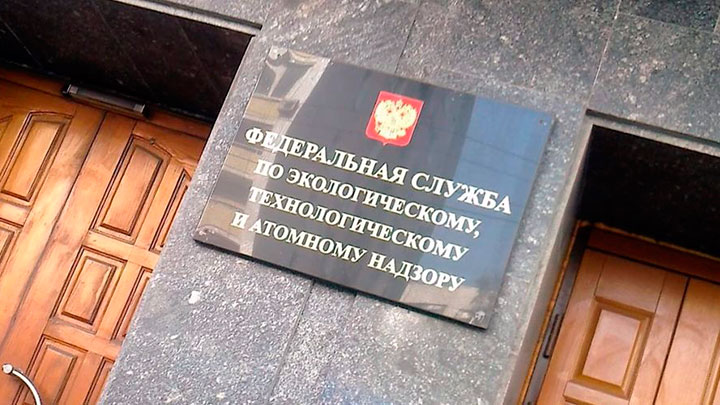 ФЕДЕРАЛЬНАЯ СЛУЖБА
ПО ЭКОЛОГИЧЕСКОМУ,
ТЕХНОЛОГИЧЕСКОМУ
И АТОМНОМУ НАДЗОРУ